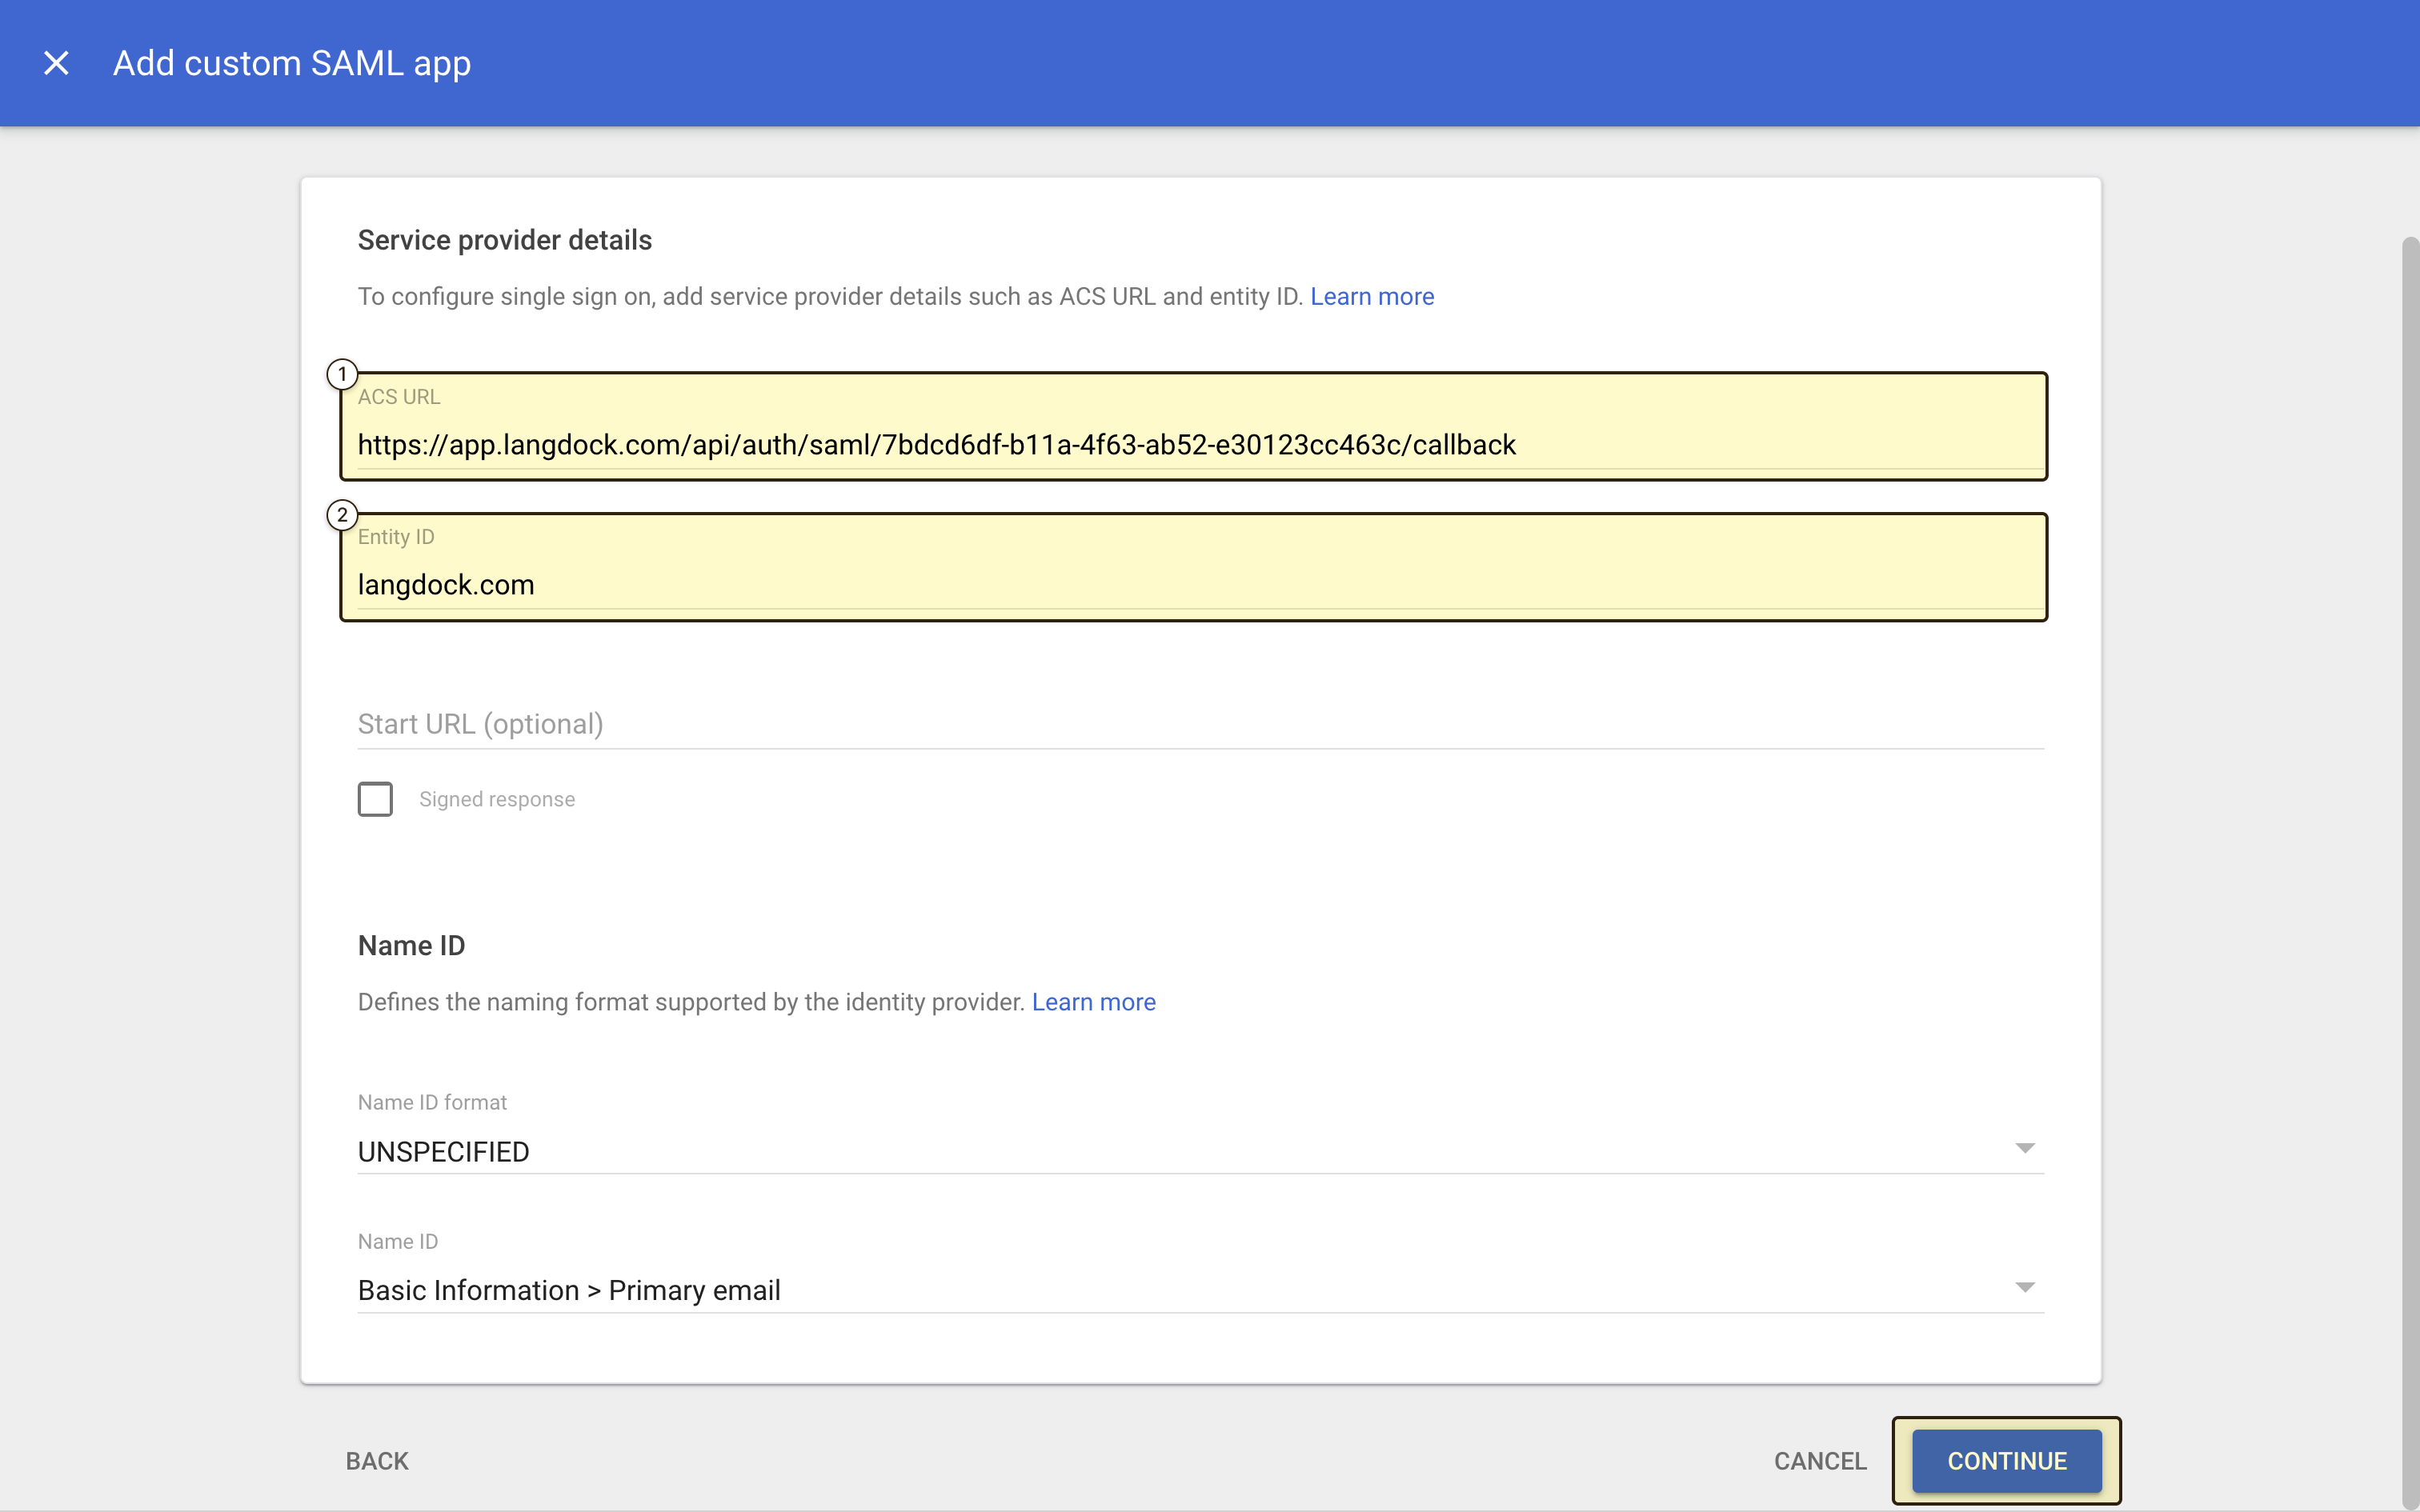 Add custom SAML app
Service provider details
To configure single sign on, add service provider details such as ACS URL and entity ID. Learn more
1
ACS URL
https://app.langdock.com/api/auth/saml/7bdcd6df-b11a-4f63-ab52-e30123cc463c/callback
2
Entity ID
langdock.com
Start URL (optional)
Signed response
Name ID
Defines the naming format supported by the identity provider. Learn more
Name ID format
UNSPECIFIED
Name ID
Basic Information > Primary email
BACK
CANCEL
CONTINUE